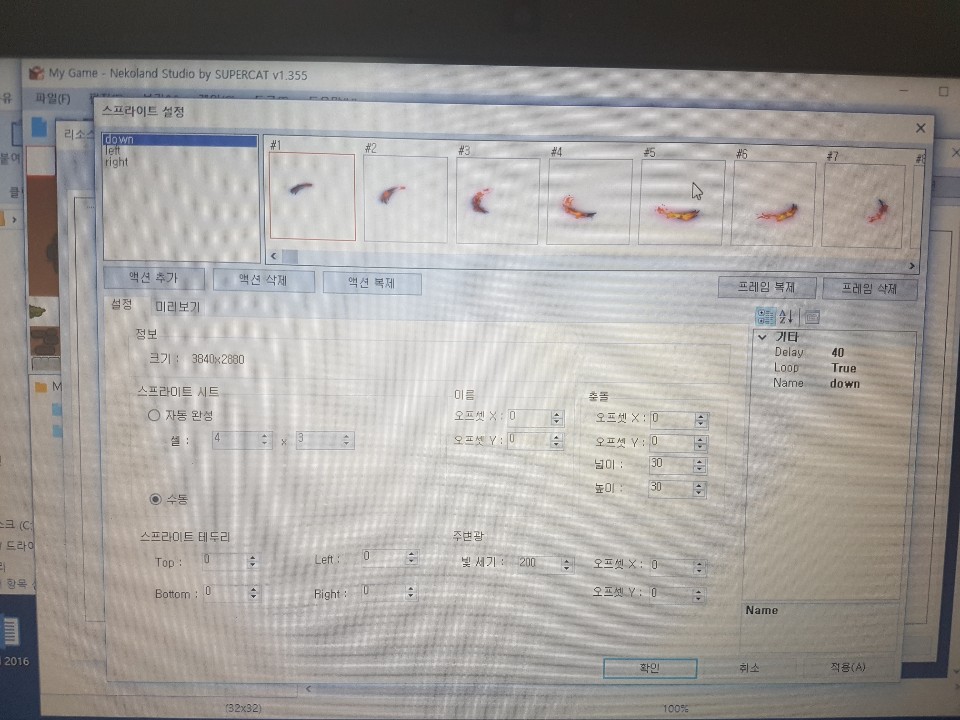 My Game - Nekoland Studio by SUPERCAT v1.355
파일(F)
스프라이트 설정
리소스
down
left
right
#1 #2 #3 #4 #5 #6 #7 #8
액션 추가 액션 삭제 액션 복제 프레임 복제 프레임 삭제
설정 미리보기
정보
크기 : 3840x2880
기타
Delay 40
Loop True
Name down
스프라이트 시트
자동 완성
셀 : 4 x 3
수동
이름
오프셋 X : 0
오프셋 Y : 0
충돌
오프셋 X : 0
오프셋 Y : 0
넓이 : 30
높이 : 30
스프라이트 테두리
Top : 0 Left : 0
Bottom : 0 Right : 0
주변광
빛 세기 : 200 오프셋 X : 0
오프셋 Y : 0
Name
확인 취소 적용(A)
2016
(32x32) 100%